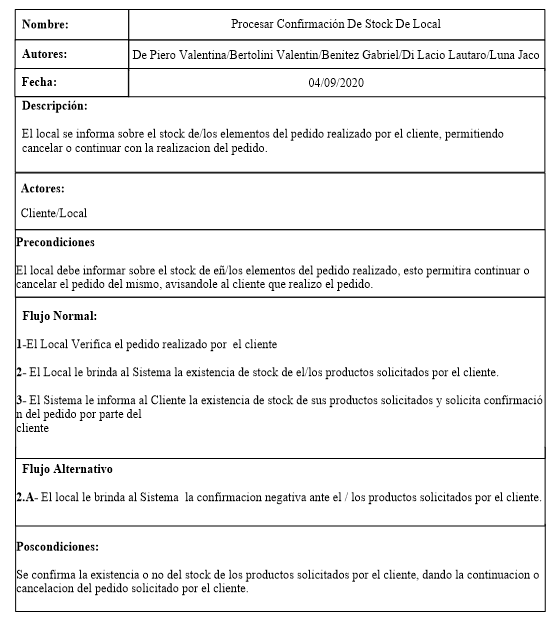 Nombre: Procesar Confirmación De Stock De Local
Autores: De Piero Valentina/Bertolini Valentin/Benitez Gabriel/Di Lacio Lautaro/Luna Jaco
Fecha: 04/09/2020
Descripción:
El local se informa sobre el stock de/los elementos del pedido realizado por el cliente, permitiendo
cancelar o continuar con la realizacion del pedido.
Actores:
Cliente/Local
Precondiciones
El local debe informar sobre el stock de eñ/los elementos del pedido realizado, esto permitira continuar o
cancelar el pedido del mismo, avisandole al cliente que realizo el pedido.
Flujo Normal:
1-El Local Verifica el pedido realizado por el cliente
2- El Local le brinda al Sistema la existencia de stock de el/los productos solicitados por el cliente.
3- El Sistema le informa al Cliente la existencia de stock de sus productos solicitados y solicita confirmació
n del pedido por parte del
cliente
Flujo Alternativo
2.A- El local le brinda al Sistema la confirmacion negativa ante el / los productos solicitados por el cliente.
Poscondiciones:
Se confirma la existencia o no del stock de los productos solicitados por el cliente, dando la continuacion o
cancelacion del pedido solicitado por el cliente.